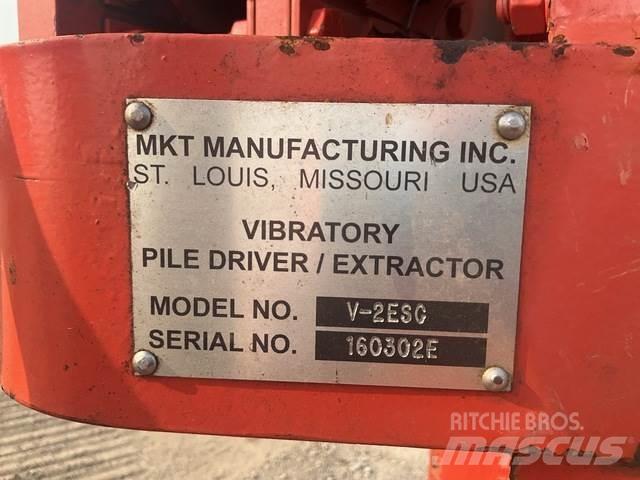 MKT MANUFACTURING INC.
ST. LOUIS, MISSOURI USA
VIBRATORY
PILE DRIVER / EXTRACTOR
MODEL NO. V-2ESC
SERIAL NO. 160302E
RITCHIE BROS.
MASCUS